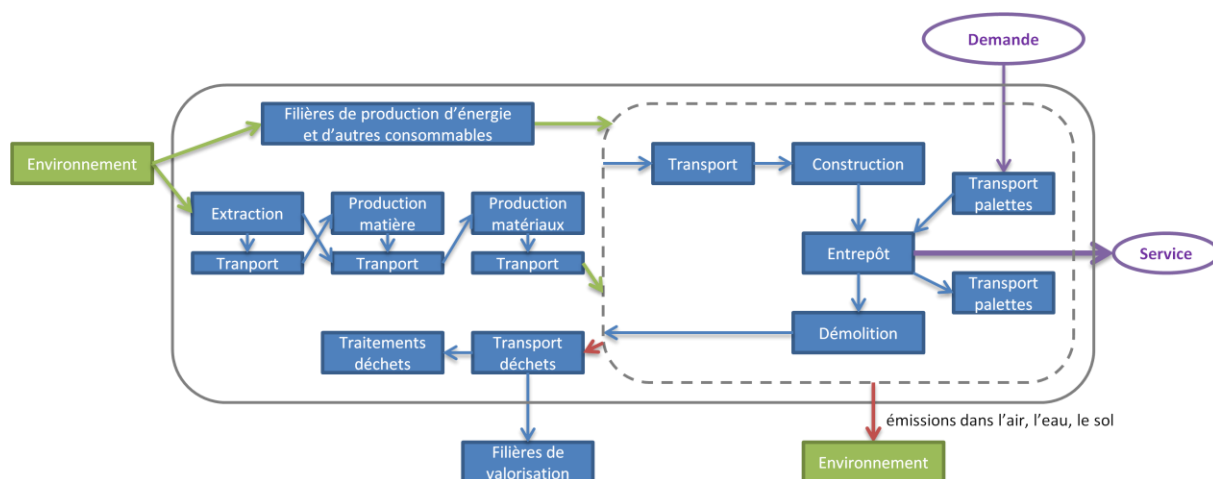 Demande
Filières de production d'énergie
et d'autres consommables
Environnement
Transport
Construction
Transport
palettes
Extraction
Production
matière
Production
matériaux
Tranport
Tranport
Tranport
Entrepôt
Service
Transport
palettes
Démolition
Traitements
déchets
Transport
déchets
émissions dans l'air, l'eau, le sol
Filières de
valorisation
Environnement